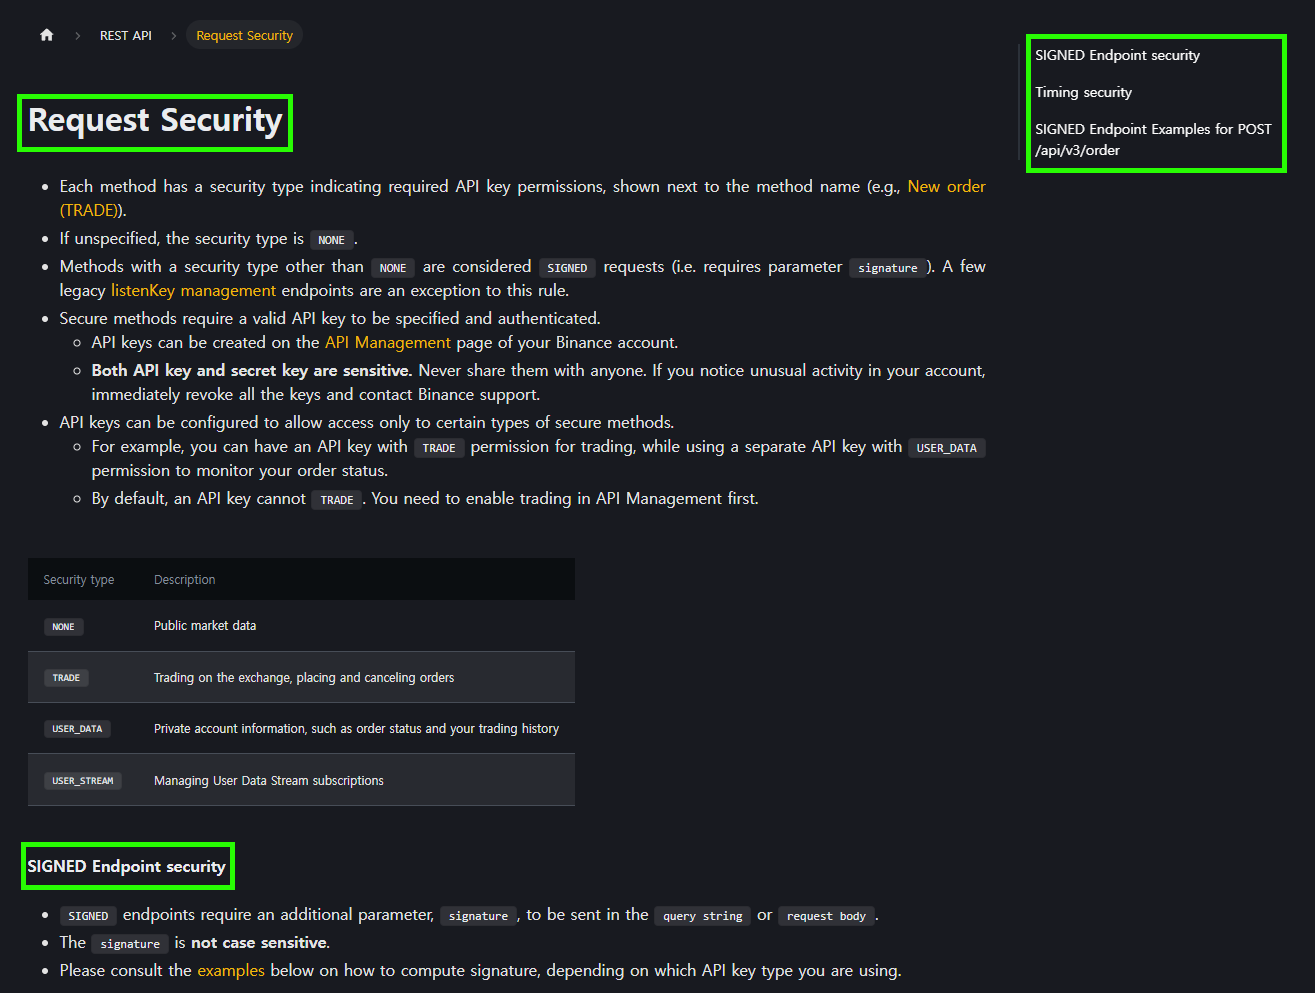 REST API
Request Security
SIGNED Endpoint security
Timing security
SIGNED Endpoint Examples for POST
/api/v3/order
Request Security
Each method has a security type indicating required API key permissions, shown next to the method name (e.g., New order
(TRADE)).
If unspecified, the security type is NONE.
Methods with a security type other than NONE are considered SIGNED requests (i.e. requires parameter signature). A few
legacy listenKey management endpoints are an exception to this rule.
Secure methods require a valid API key to be specified and authenticated.
API keys can be created on the API Management page of your Binance account.
Both API key and secret key are sensitive. Never share them with anyone. If you notice unusual activity in your account,
immediately revoke all the keys and contact Binance support.
API keys can be configured to allow access only to certain types of secure methods.
For example, you can have an API key with TRADE permission for trading, while using a separate API key with USER_DATA
permission to monitor your order status.
By default, an API key cannot TRADE. You need to enable trading in API Management first.
Security type Description
NONE Public market data
TRADE Trading on the exchange, placing and canceling orders
USER_DATA Private account information, such as order status and your trading history
USER_STREAM Managing User Data Stream subscriptions
SIGNED Endpoint security
SIGNED endpoints require an additional parameter, signature, to be sent in the query string or request body.
The signature is not case sensitive.
Please consult the examples below on how to compute signature, depending on which API key type you are using.